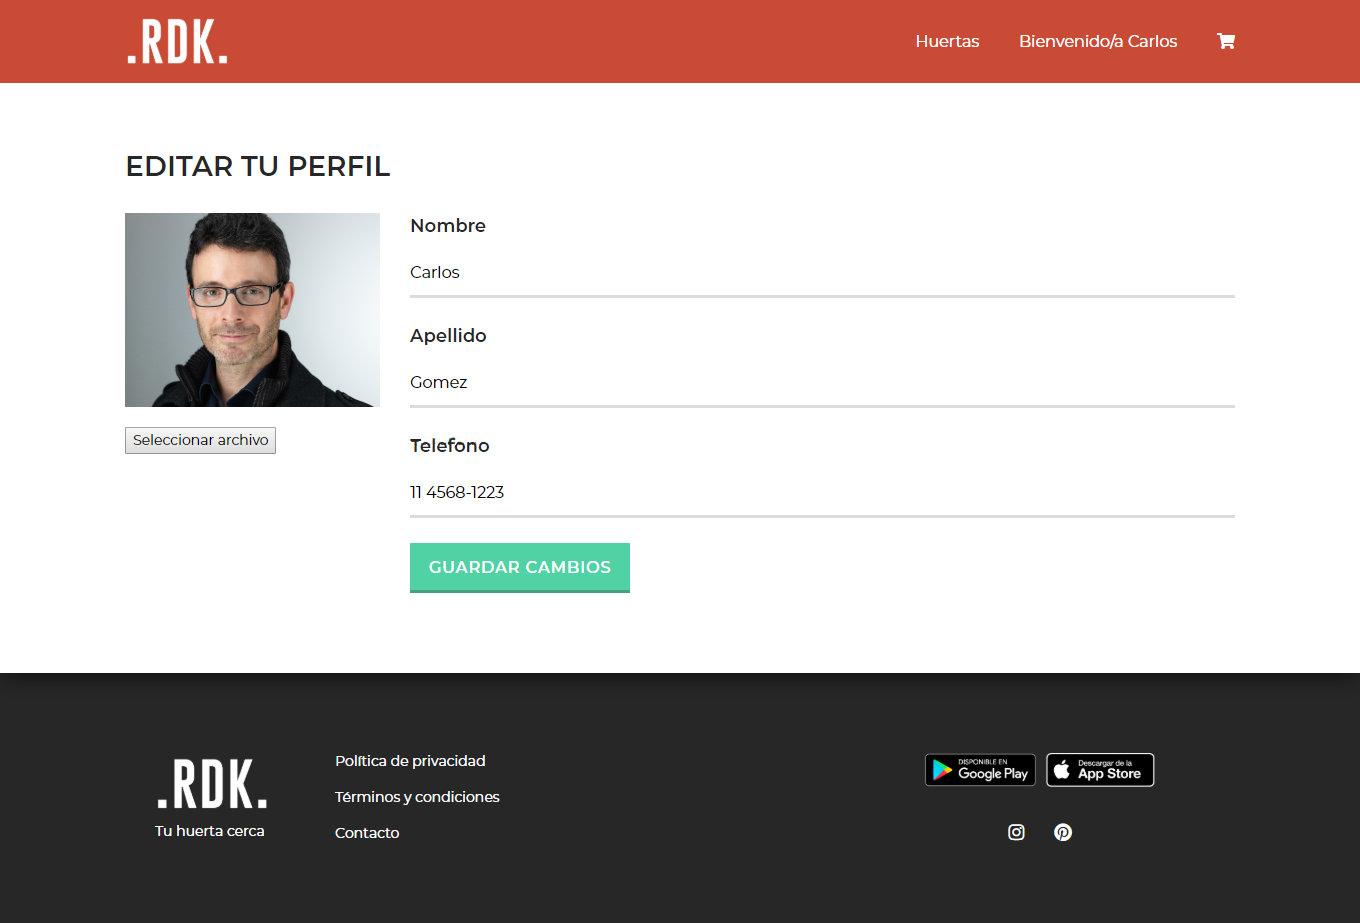 .RDK.
Huertas
Bienvenido/a Carlos
EDITAR TU PERFIL
Seleccionar archivo
Nombre
Carlos
Apellido
Gomez
Telefono
11 4568-1223
GUARDAR CAMBIOS
.RDK.
Tu huerta cerca
Política de privacidad
Términos y condiciones
Contacto
DISPONIBLE EN
Google Play
Descargar de la
App Store